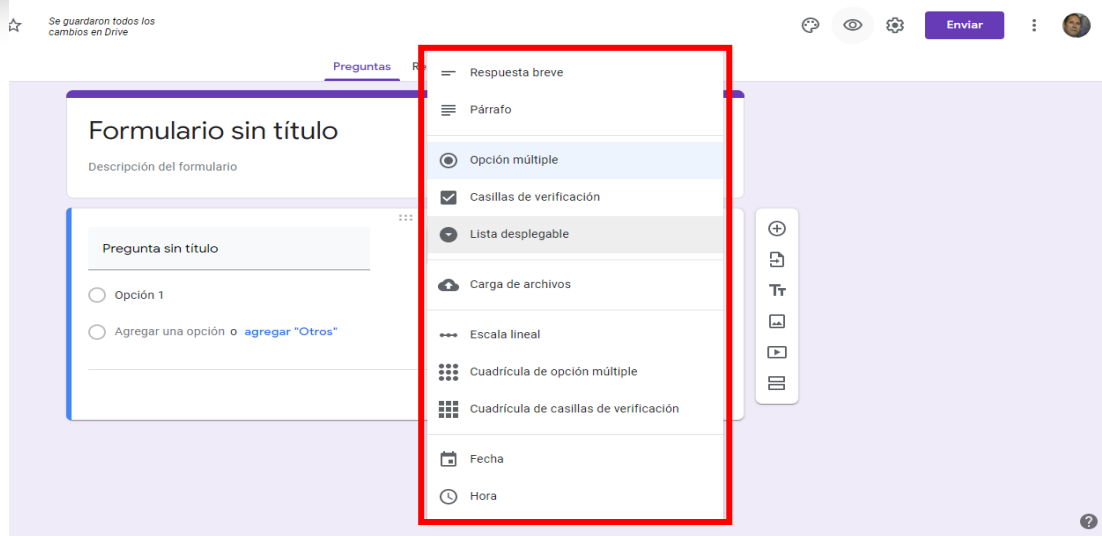 Se guardaron todos los
cambios en Drive
Enviar
Preguntas Re
Formulario sin título
Descripción del formulario
Pregunta sin título
Opción 1
Agregar una opción o agregar "Otros"
Respuesta breve
Párrafo
Opción múltiple
Casillas de verificación
Lista desplegable
Carga de archivos
Escala lineal
Cuadrícula de opción múltiple
Cuadrícula de casillas de verificación
Fecha
Hora
Tт